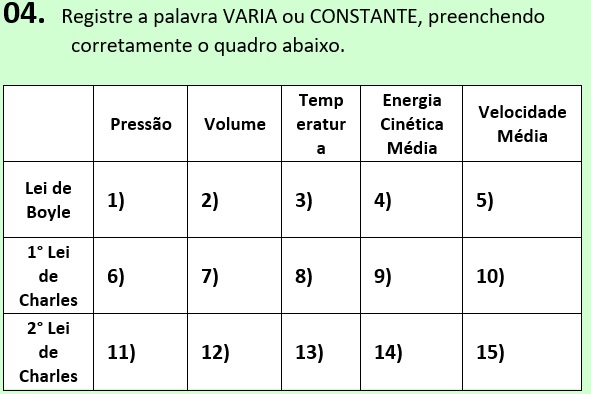 04. Registre a palavra VARIA ou CONSTANTE, preenchendo
corretamente o quadro abaixo.
Pressão Volume Temp
eratur
a Energia
Cinética
Média Velocidade
Média
Lei de
Boyle 1) 2) 3) 4) 5)
1° Lei
de
Charles 6) 7) 8) 9) 10)
2° Lei
de
Charles 11) 12) 13) 14) 15)